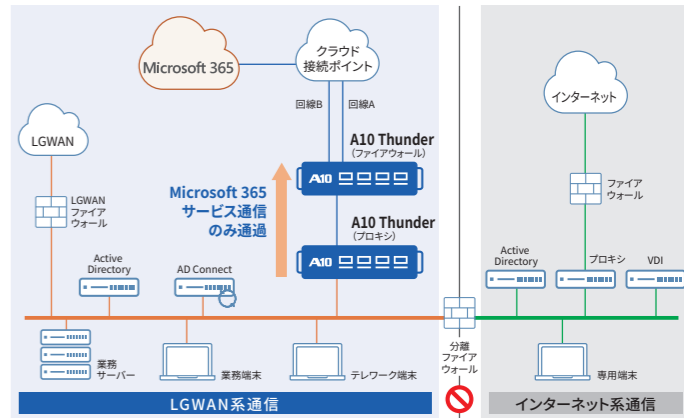 Microsoft 365
クラウド
接続ポイント
回線B
回線A
LGWAN
A10 Thunder
(ファイアウォール)
A10
LGWAN
ファイア
ウォール
Microsoft 365
サービス通信
のみ通過
A10 Thunder
(プロキシ)
A10
Active
Directory
AD Connect
業務
サーバー
業務端末
テレワーク端末
LGWAN系通信
分離
ファイア
ウォール
インターネット
ファイア
ウォール
Active
Directory
プロキシ
VDI
専用端末
インターネット系通信